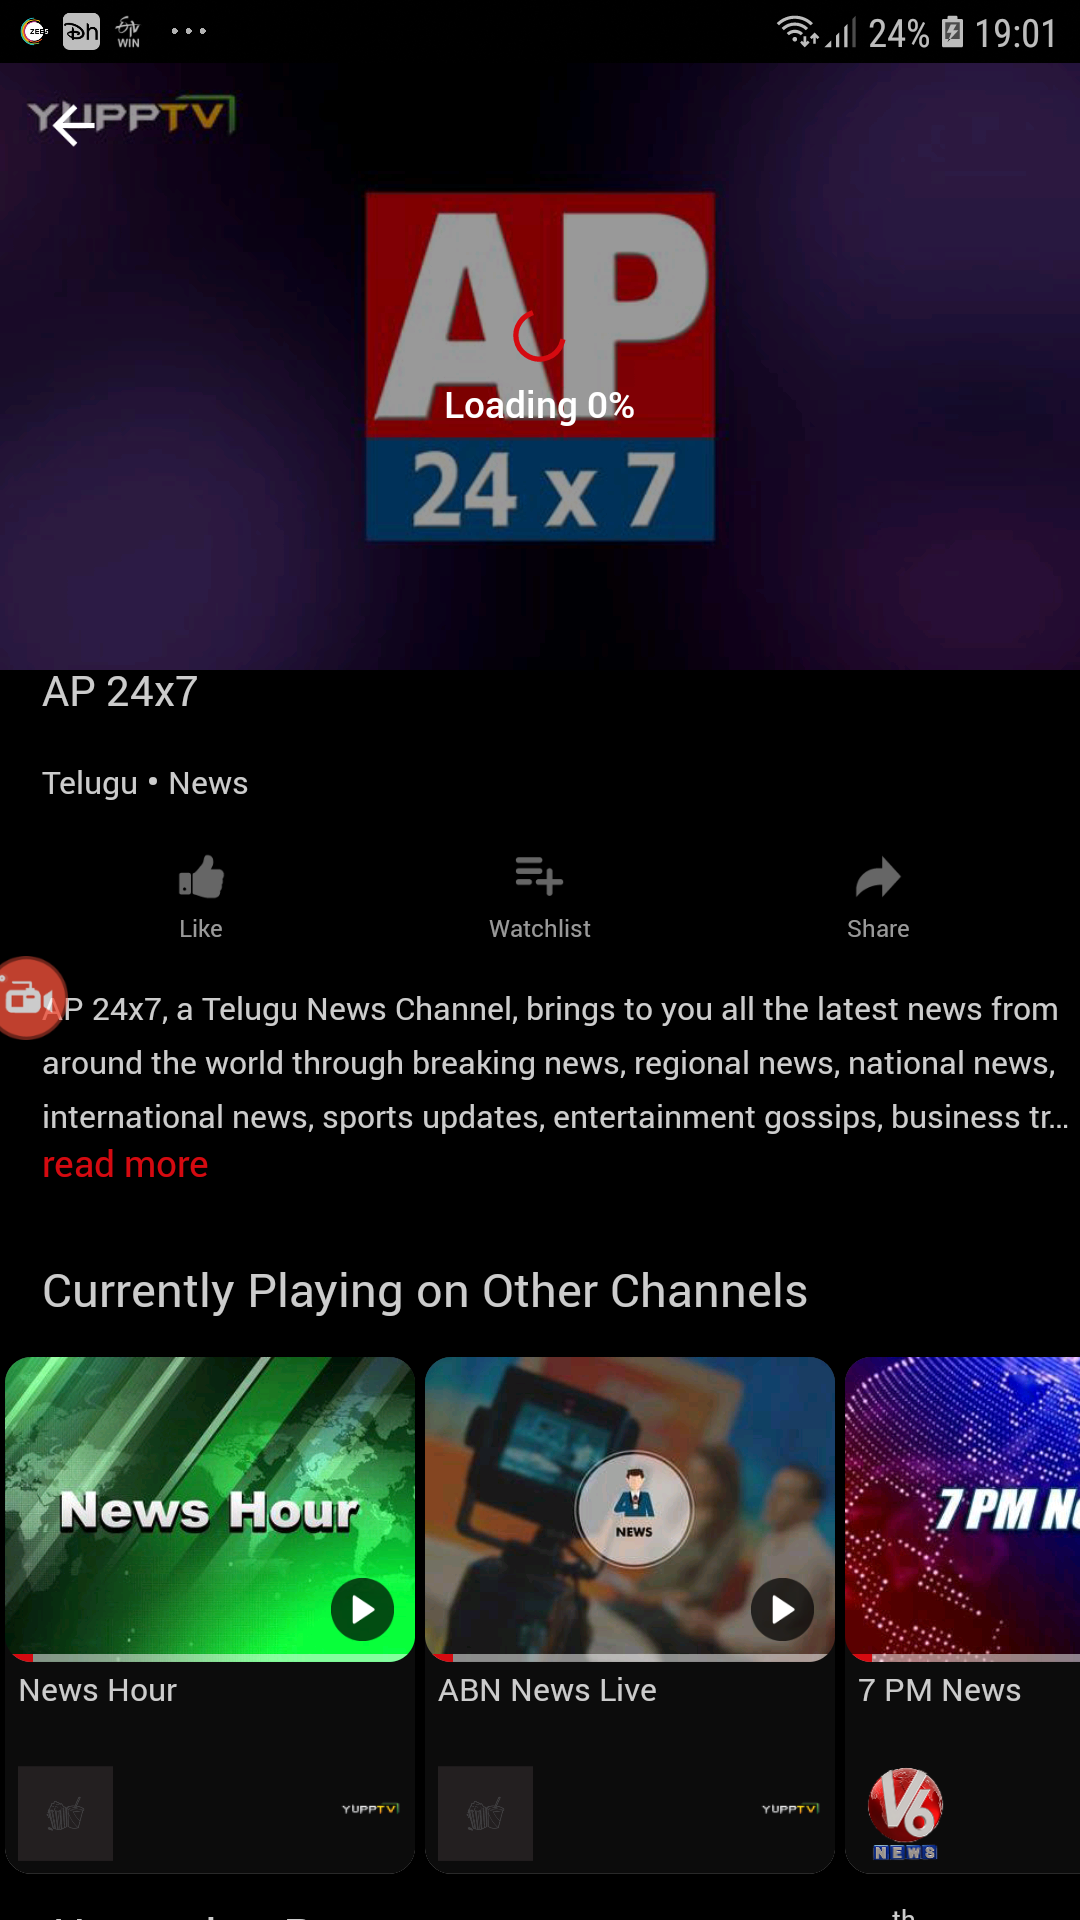 ZEE5 Dh WIN 24% 19:01
YUPPTV
AP
Loading 0%
24 x 7
AP 24x7
Telugu • News
Like Watchlist Share
AP 24x7, a Telugu News Channel, brings to you all the latest news from
around the world through breaking news, regional news, national news,
international news, sports updates, entertainment gossips, business tr...
read more
Currently Playing on Other Channels
News Hour
NEWS
7 PM
News Hour
ABN News Live
7 PM News
YUPPTV
YUPPTV
V6
NEWS